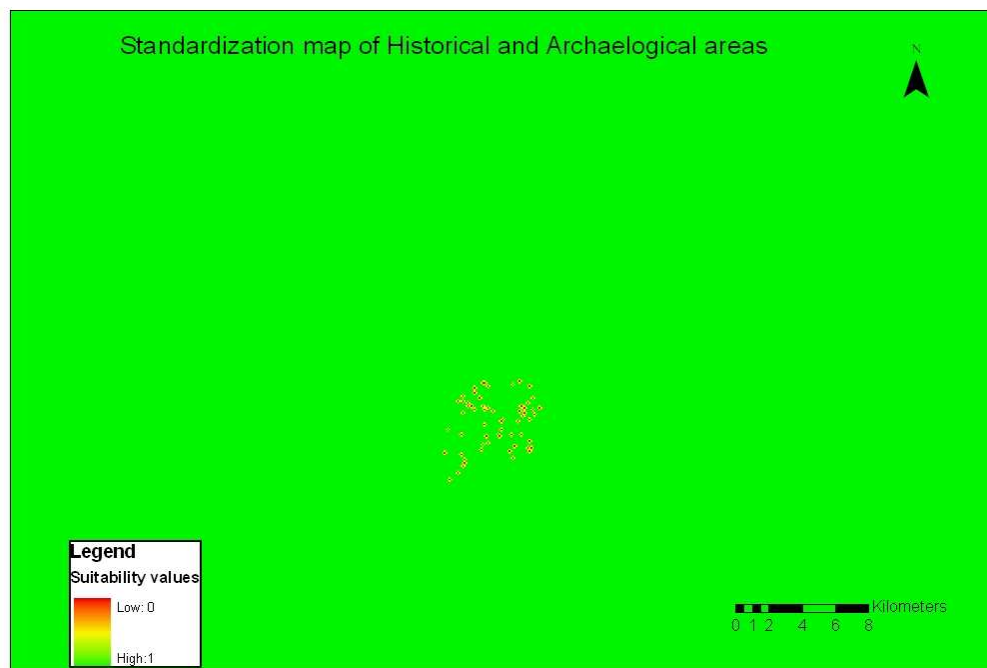 Standardization map of Historical and Archaelogical areas
N
Legend
Suitability values
Low: 0
High:1
Kilometers
0 1 2 4 6 8